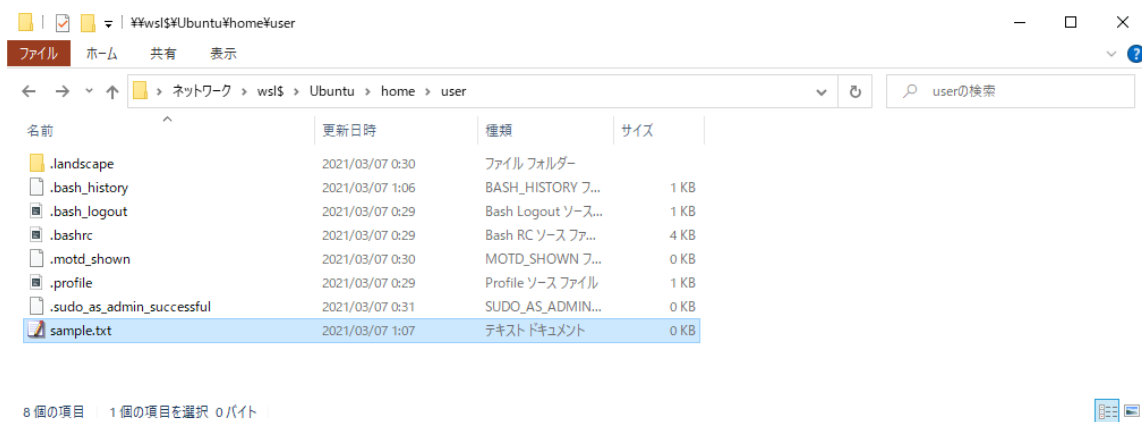 ¥¥wsl$¥Ubuntu¥home¥user
ファイル ホーム 共有 表示
ネットワーク › wsl$ › Ubuntu › home › user userの検索
名前 更新日時 種類 サイズ
.landscape 2021/03/07 0:30 ファイル フォルダー
.bash_history 2021/03/07 1:06 BASH_HISTORY フ... 1 KB
.bash_logout 2021/03/07 0:29 Bash Logout ソース... 1 KB
.bashrc 2021/03/07 0:29 Bash RC ソース ファ... 4 KB
.motd_shown 2021/03/07 0:30 MOTD_SHOWN フ... 0 KB
.profile 2021/03/07 0:29 Profile ソース ファイル 1 KB
.sudo_as_admin_successful 2021/03/07 0:31 SUDO_AS_ADMIN... 0 KB
sample.txt 2021/03/07 1:07 テキスト ドキュメント 0 KB
8 個の項目 1 個の項目を選択 0 バイト